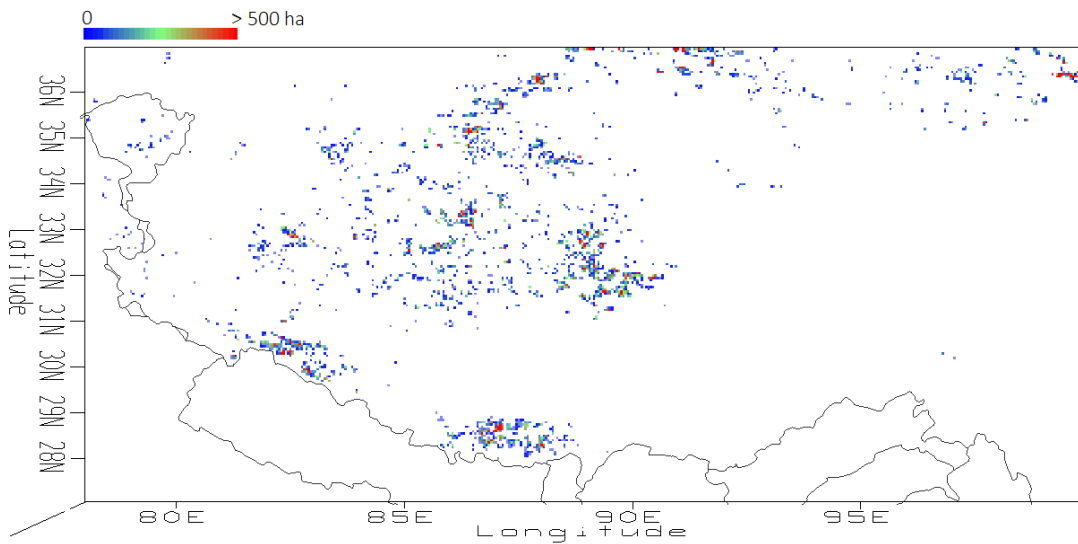 0 > 500 ha
36N
35N
34N
33N
32N
31N
30N
29N
28N
Latitude
80E 85E 90E 95E
Longitude